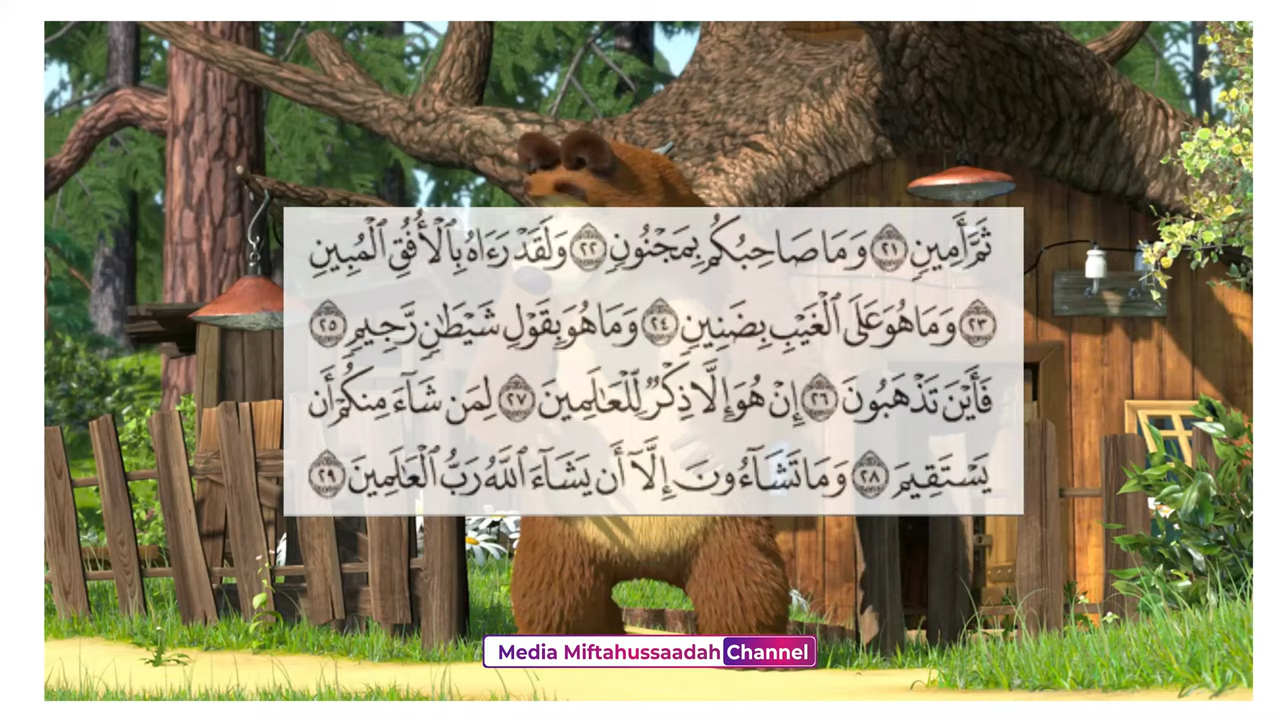 ثَمَّ أَمِينٍ ٢١ وَمَا صَاحِبُكُم بِمَجْنُونٍ ٢٢ وَلَقَدْ رَءَاهُ بِٱلْأُفُقِ ٱلْمُبِينِ
٢٣ وَمَا هُوَ عَلَى ٱلْغَيْبِ بِضَنِينٍ ٢٤ وَمَا هُوَ بِقَوْلِ شَيْطَٰنٍ رَّجِيمٍ ٢٥
فَأَيْنَ تَذْهَبُونَ ٢٦ إِنْ هُوَ إِلَّا ذِكْرٌ لِّلْعَٰلَمِينَ ٢٧ لِمَن شَآءَ مِنكُمْ أَن
يَسْتَقِيمَ ٢٨ وَمَا تَشَآءُونَ إِلَّآ أَن يَشَآءَ ٱللَّهُ رَبُّ ٱلْعَٰلَمِينَ ٢٩
Media Miftahussaadah Channel